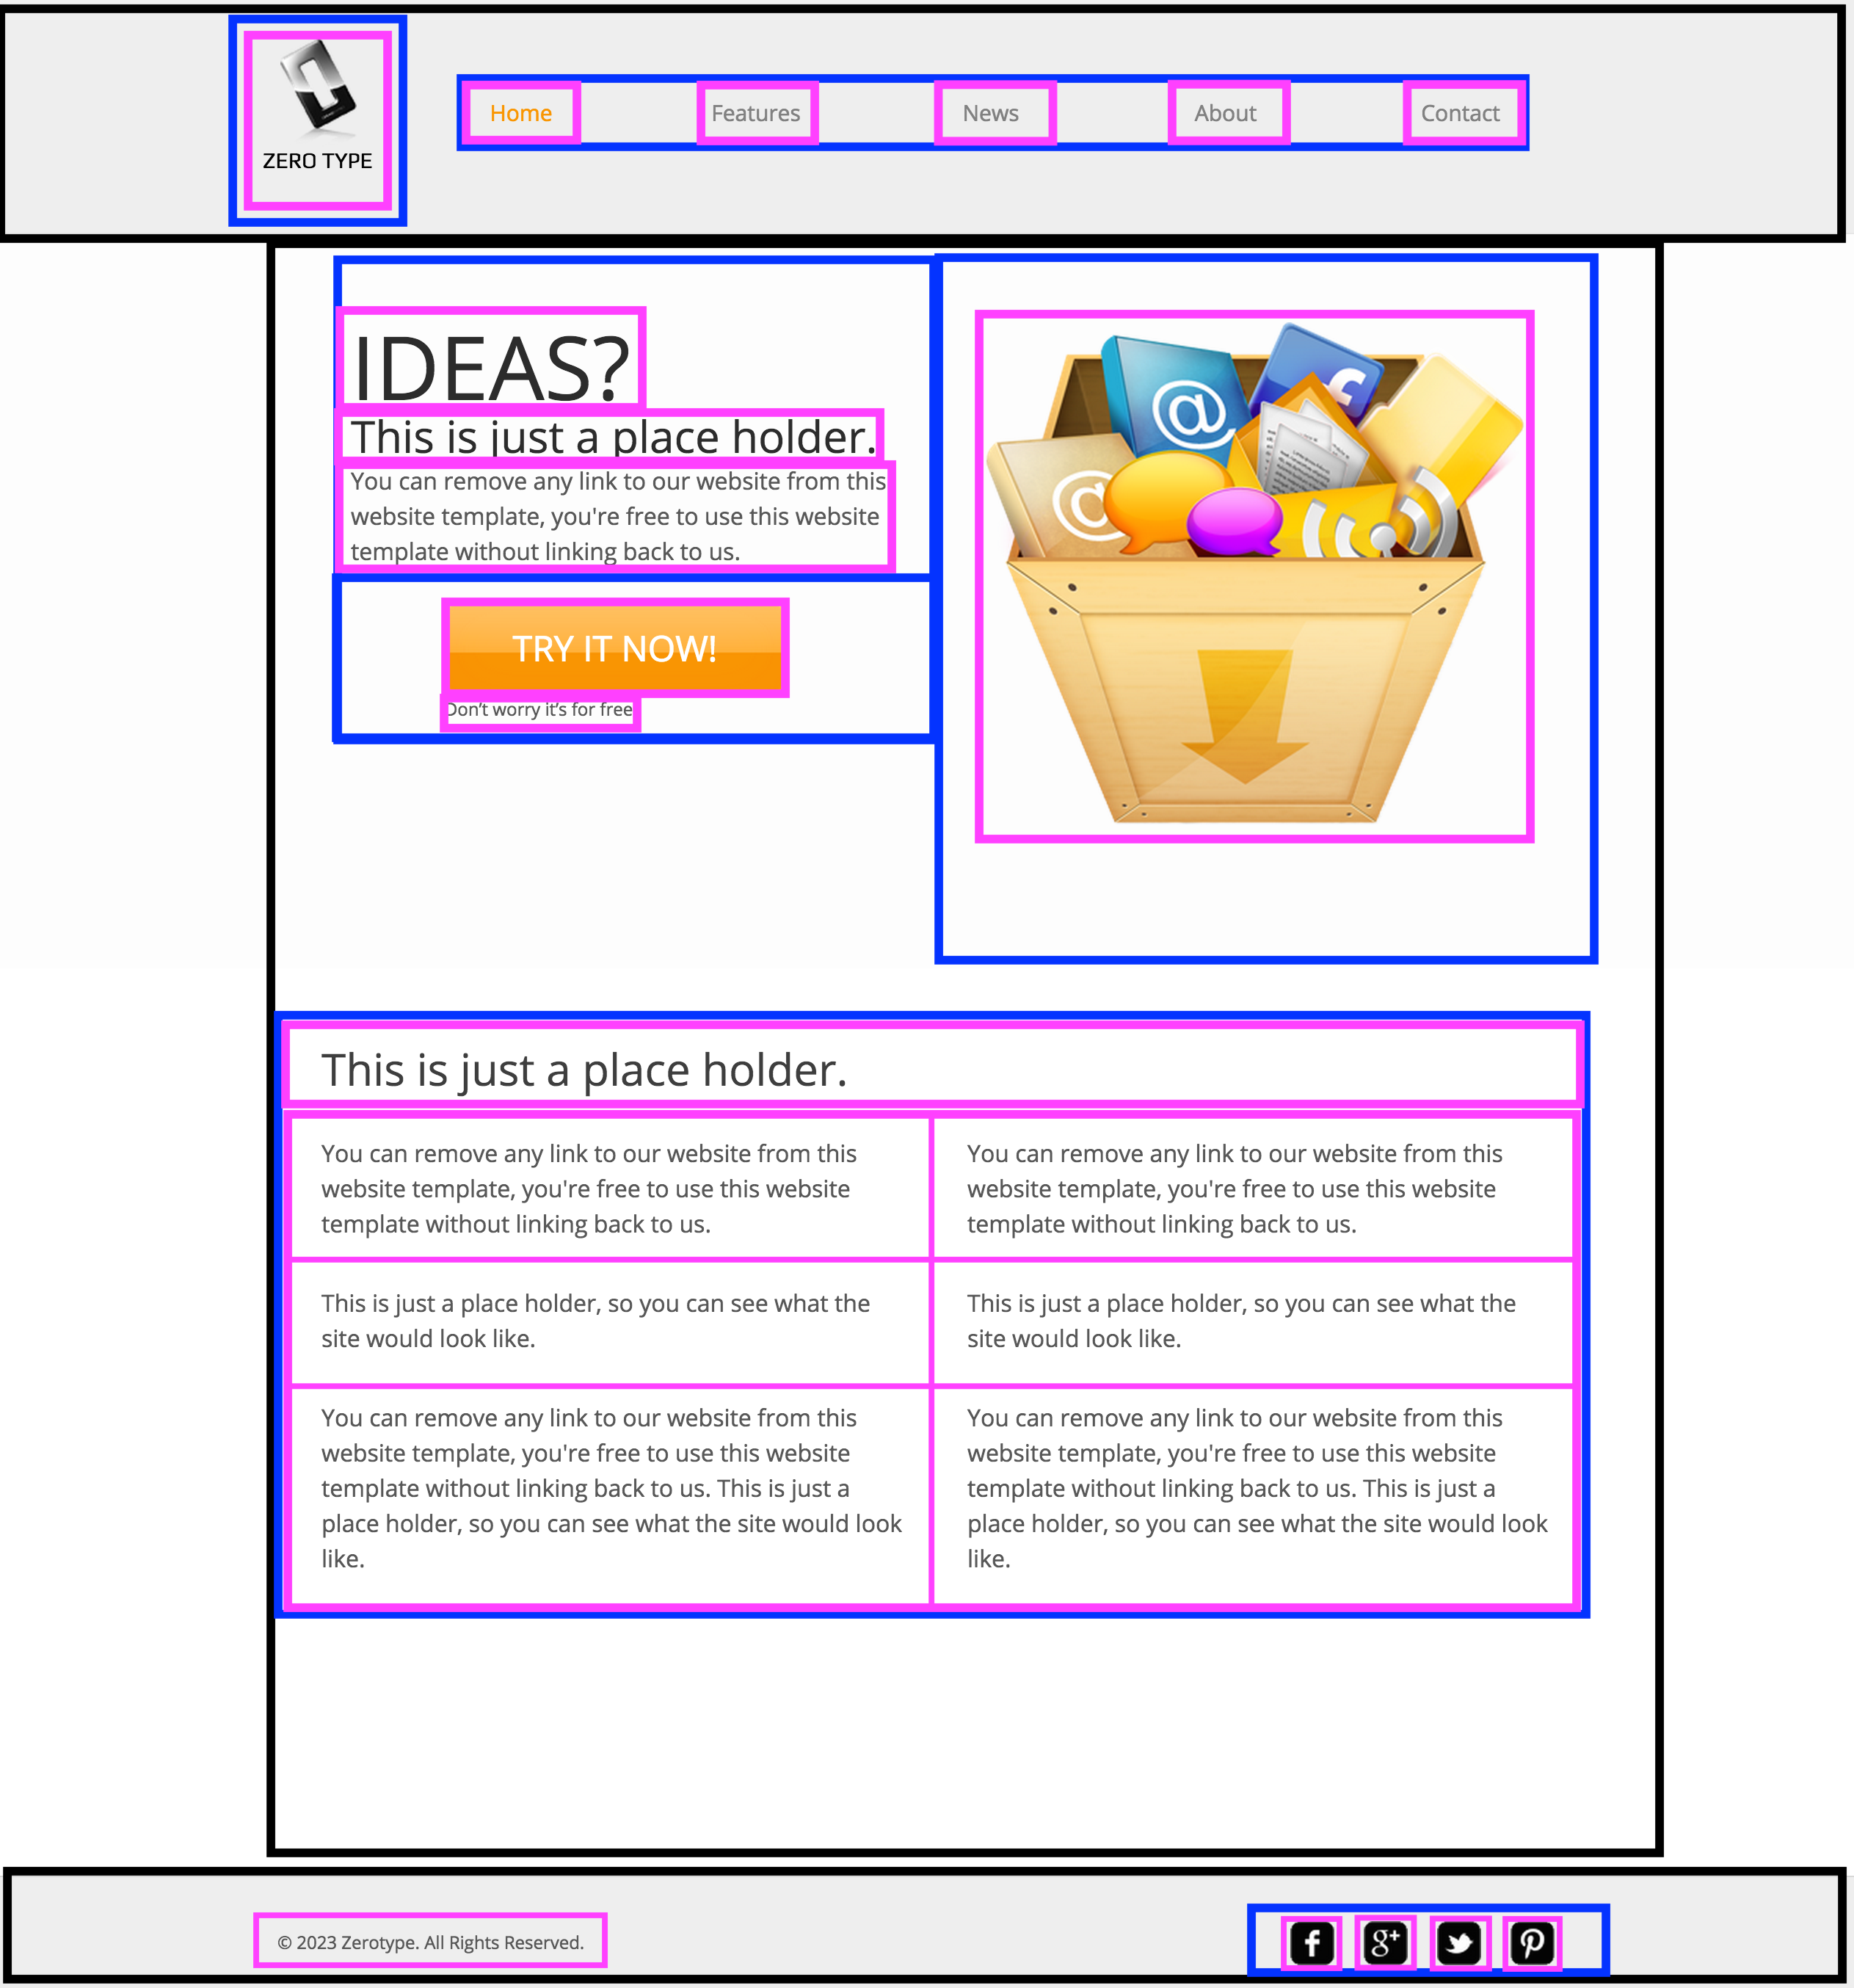 ZERO TYPE
Home
Features
News
About
Contact
IDEAS?
This is just a place holder.
You can remove any link to our website from this
website template, you're free to use this website
template without linking back to us.
TRY IT NOW!
Don’t worry it’s for free
@
@
f
This is just a place holder.
You can remove any link to our website from this
website template, you're free to use this website
template without linking back to us.
This is just a place holder, so you can see what the
site would look like.
You can remove any link to our website from this
website template, you're free to use this website
template without linking back to us. This is just a
place holder, so you can see what the site would look
like.
You can remove any link to our website from this
website template, you're free to use this website
template without linking back to us.
This is just a place holder, so you can see what the
site would look like.
You can remove any link to our website from this
website template, you're free to use this website
template without linking back to us. This is just a
place holder, so you can see what the site would look
like.
© 2023 Zerotype. All Rights Reserved.
f
g+